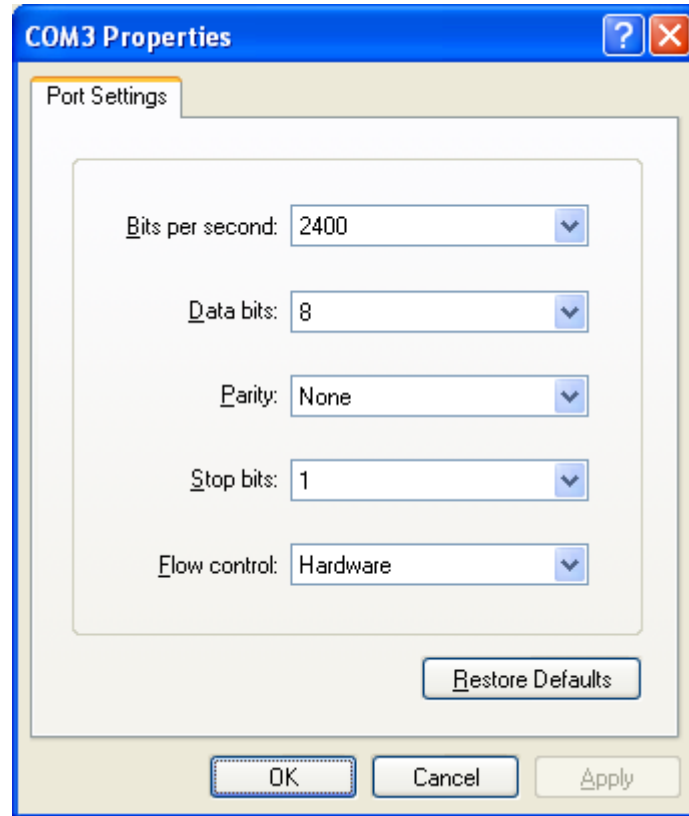 COM3 Properties
Port Settings
Bits per second: 2400
Data bits: 8
Parity: None
Stop bits: 1
Flow control: Hardware
Restore Defaults
OK Cancel Apply